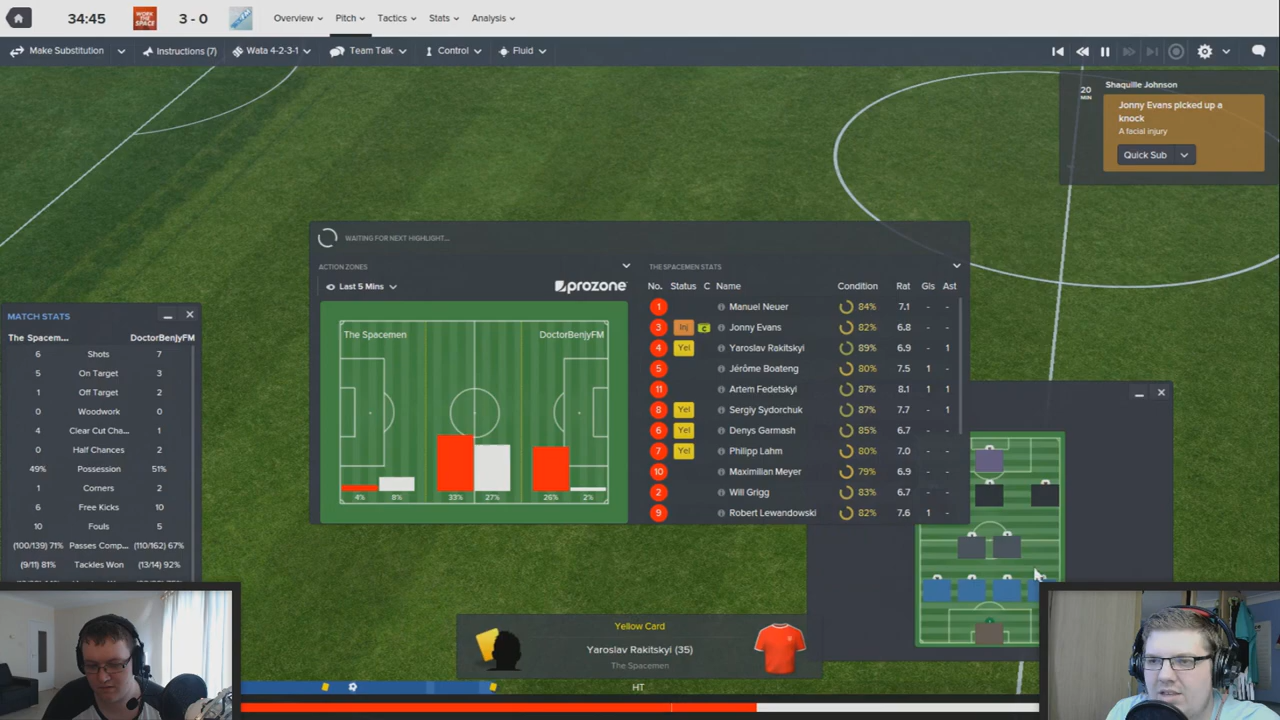 34:45
WORK THE SPACE
3 - 0
Overview
Pitch
Tactics
Stats
Analysis
Make Substitution
Instructions (7)
Wata 4-2-3-1
Team Talk
Control
Fluid
20 MIN
Shaquille Johnson
Jonny Evans picked up a knock
A facial injury
Quick Sub
WAITING FOR NEXT HIGHLIGHT...
ACTION ZONES
Last 5 Mins
prozone
The Spacemen DoctorBenjyFM
4% 8% 33% 27% 26% 2%
THE SPACEMEN STATS
No. Status C Name Condition Rat Gls Ast
1 Manuel Neuer 84% 7.1 - -
3 Inj C Jonny Evans 82% 6.8 - -
4 Yel Yaroslav Rakitskyi 89% 6.9 - 1
5 Jérôme Boateng 80% 7.5 1 -
11 Artem Fedetskyi 87% 8.1 1 1
8 Yel Sergiy Sydorchuk 87% 7.7 - 1
6 Yel Denys Garmash 85% 6.7 - -
7 Yel Philipp Lahm 80% 7.0 - -
10 Maximilian Meyer 79% 6.9 - -
2 Will Grigg 83% 6.7 - -
9 Robert Lewandowski 82% 7.6 1 -
MATCH STATS
The Spacem... DoctorBenjyFM
6 Shots 7
5 On Target 3
1 Off Target 2
0 Woodwork 0
4 Clear Cut Cha... 1
0 Half Chances 2
49% Possession 51%
1 Corners 2
6 Free Kicks 10
10 Fouls 5
(100/139) 71% Passes Comp... (110/162) 67%
(9/11) 81% Tackles Won (13/14) 92%
Yellow Card
Yaroslav Rakitskyi (35)
The Spacemen
HT